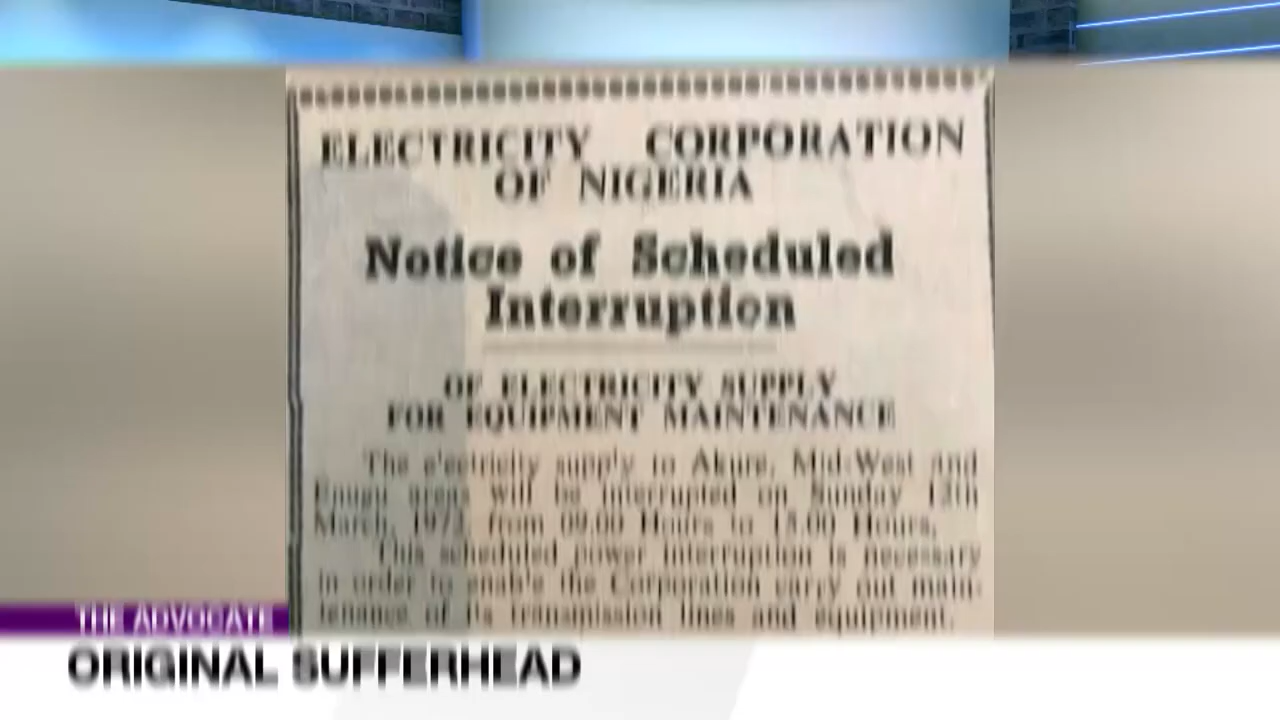 ELECTRICITY CORPORATION
OF NIGERIA
Notice of Scheduled
Interruption
OF ELECTRICITY SUPPLY
FOR EQUIPMENT MAINTENANCE
The electricity supply to Akure, Mid-West and
Enugu areas will be interrupted on Sunday 12th
March, 1972 from 09.00 Hours to 15.00 Hours.
This scheduled power interruption is necessary
in order to enable the Corporation carry out main-
tenance of its transmission lines and equipment.
THE ADVOCATE
ORIGINAL SUFFERHEAD